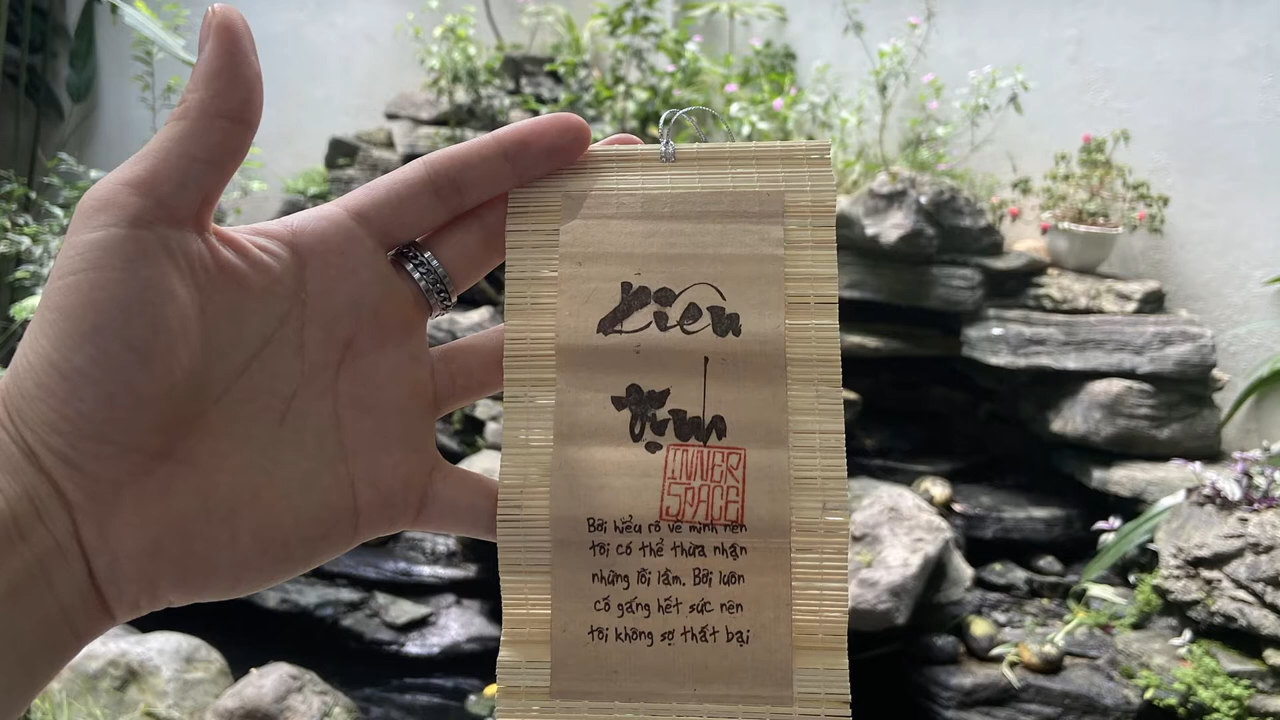 Kiên
định
INNER
SPACE
Bởi hiểu rõ về mình nên
tôi có thể thừa nhận
những lỗi lầm. Bởi luôn
cố gắng hết sức nên
tôi không sợ thất bại